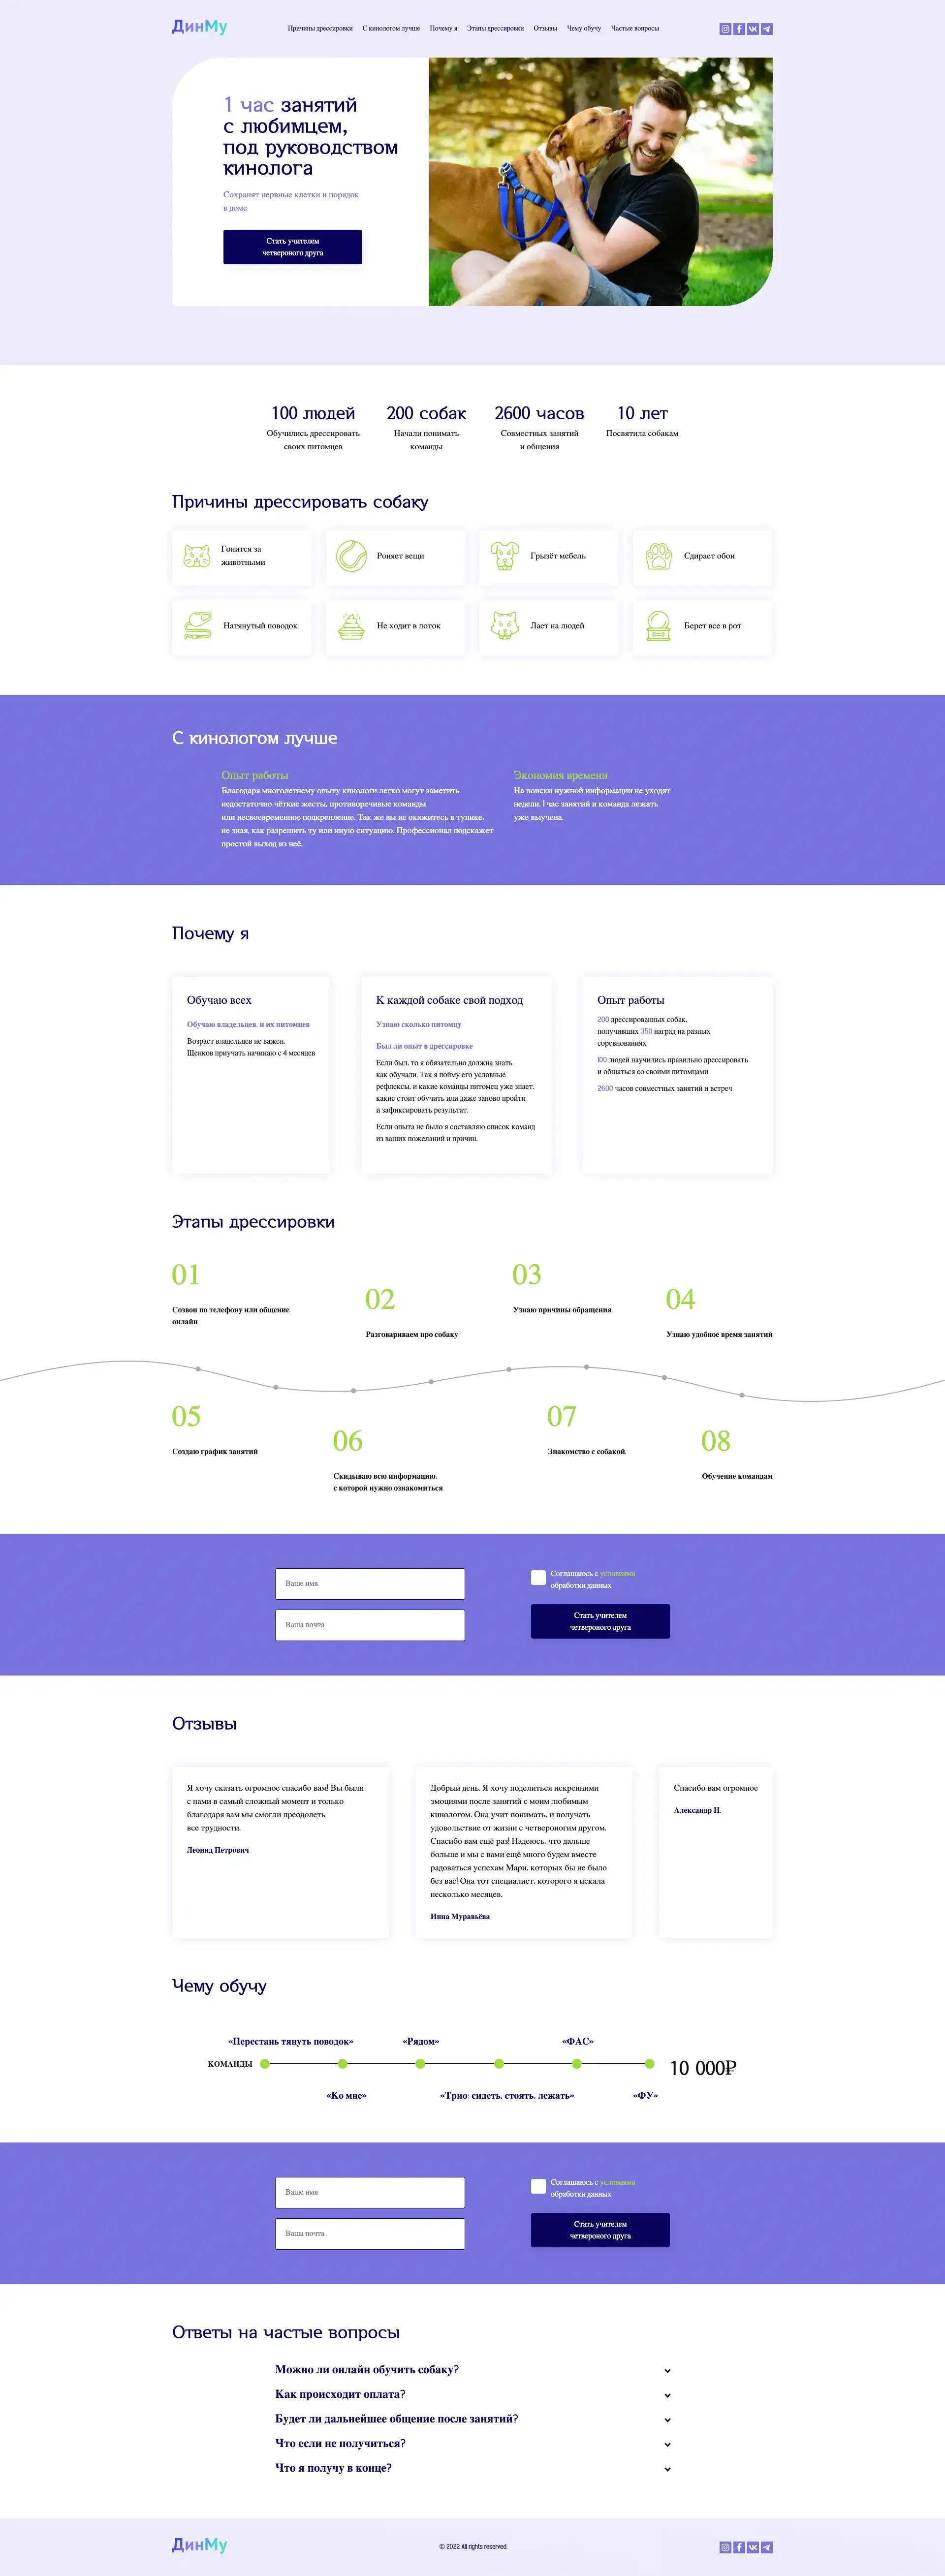 ДинМу
Причины дрессировки С кинологом лучше Почему я Этапы дрессировки Отзывы Чему обучу Частые вопросы
1 час занятий
с любимцем,
под руководством
кинолога
Сохранят нервные клетки и порядок
в доме
Стать учителем
четвероного друга
100 людей
Обучились дрессировать
своих питомцев
200 собак
Начали понимать
команды
2600 часов
Совместных занятий
и общения
10 лет
Посвятила собакам
Причины дрессировать собаку
Гонится за
животными
Роняет вещи
Грызёт мебель
Сдирает обои
Натянутый поводок
Не ходит в лоток
Лает на людей
Берет все в рот
С кинологом лучше
Опыт работы
Благодаря многолетнему опыту кинологи легко могут заметить
недостаточно чёткие жесты, противоречивые команды
или несвоевременное подкрепление. Так же вы не окажитесь в тупике,
не зная, как разрешить ту или иную ситуацию. Профессионал подскажет
простой выход из неё.
Экономия времени
На поиски нужной информации не уходят
недели, 1 час занятий и команда лежать
уже выучена.
Почему я
Обучаю всех
Обучаю владельцев, и их питомцев
Возраст владельцев не важен,
Щенков приучать начинаю с 4 месяцев
К каждой собаке свой подход
Узнаю сколько питомцу
Был ли опыт в дрессировке
Если был, то я обязательно должна знать
как обучали. Так я пойму его условные
рефлексы, и какие команды питомец уже знает,
какие стоит обучить или даже заново пройти
и зафиксировать результат.
Если опыта не было я составляю список команд
из ваших пожеланий и причин.
Опыт работы
200 дрессированных собак,
получивших 350 наград на разных
соревнованиях
100 людей научились правильно дрессировать
и общаться со своими питомцами
2600 часов совместных занятий и встреч
Этапы дрессировки
01
Созвон по телефону или общение
онлайн
02
Разговариваем про собаку
03
Узнаю причины обращения
04
Узнаю удобное время занятий
05
Создаю график занятий
06
Скидываю всю информацию,
с которой нужно ознакомиться
07
Знакомство с собакой.
08
Обучение командам
Ваше имя
Ваша почта
Соглашаюсь с условиями
обработки данных
Стать учителем
четвероного друга
Отзывы
Я хочу сказать огромное спасибо вам! Вы были
с нами в самый сложный момент и только
благодаря вам мы смогли преодолеть
все трудности.
Леонид Петрович
Добрый день, Я хочу поделиться искренними
эмоциями после занятий с моим любимым
кинологом. Она учит понимать, и получать
удовольствие от жизни с четвероногим другом.
Спасибо вам ещё раз! Надеюсь, что дальше
больше и мы с вами ещё много будем вместе
радоваться успехам Мари, которых бы не было
без вас! Она тот специалист, которого я искала
несколько месяцев.
Инна Муравьёва
Спасибо вам огромное
Александр Н.
Чему обучу
«Перестань тянуть поводок» «Рядом» «ФАС»
КОМАНДЫ
10 000₽
«Ко мне» «Трио: сидеть, стоять, лежать» «ФУ»
Ваше имя
Ваша почта
Соглашаюсь с условиями
обработки данных
Стать учителем
четвероного друга
Ответы на частые вопросы
Можно ли онлайн обучить собаку?
Как происходит оплата?
Будет ли дальнейшее общение после занятий?
Что если не получиться?
Что я получу в конце?
ДинМу
© 2022 All rights reserved.